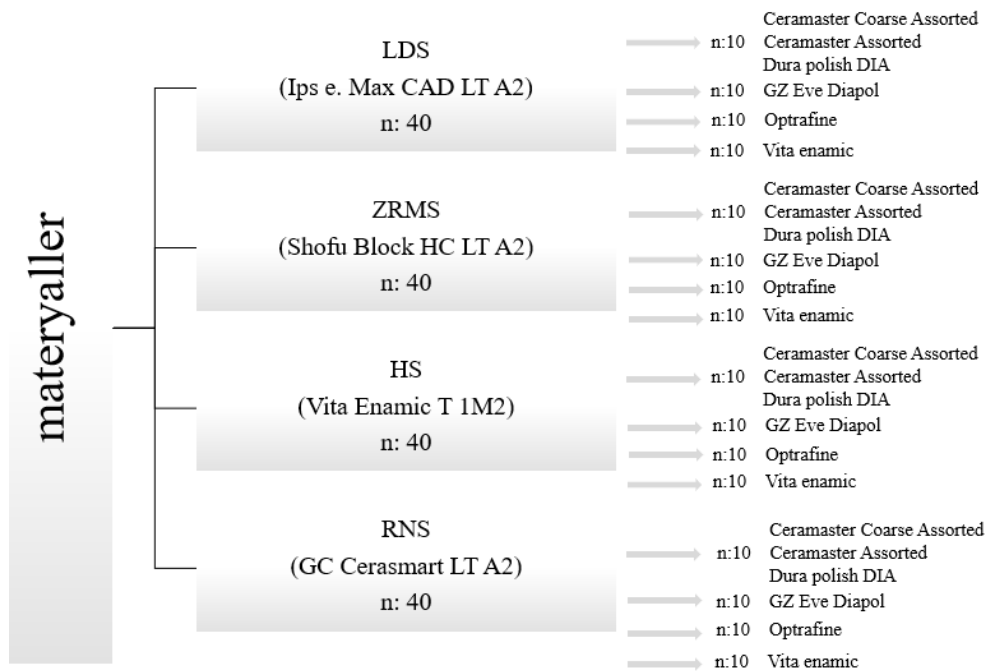 materyaller
LDS
(Ips e. Max CAD LT A2)
n: 40
Ceramaster Coarse Assorted
n:10 Ceramaster Assorted
Dura polish DIA
n:10 GZ Eve Diapol
n:10 Optrafine
n:10 Vita enamic
ZRMS
(Shofu Block HC LT A2)
n: 40
Ceramaster Coarse Assorted
n:10 Ceramaster Assorted
Dura polish DIA
n:10 GZ Eve Diapol
n:10 Optrafine
n:10 Vita enamic
HS
(Vita Enamic T 1M2)
n: 40
Ceramaster Coarse Assorted
n:10 Ceramaster Assorted
Dura polish DIA
n:10 GZ Eve Diapol
n:10 Optrafine
n:10 Vita enamic
RNS
(GC Cerasmart LT A2)
n: 40
Ceramaster Coarse Assorted
n:10 Ceramaster Assorted
Dura polish DIA
n:10 GZ Eve Diapol
n:10 Optrafine
n:10 Vita enamic